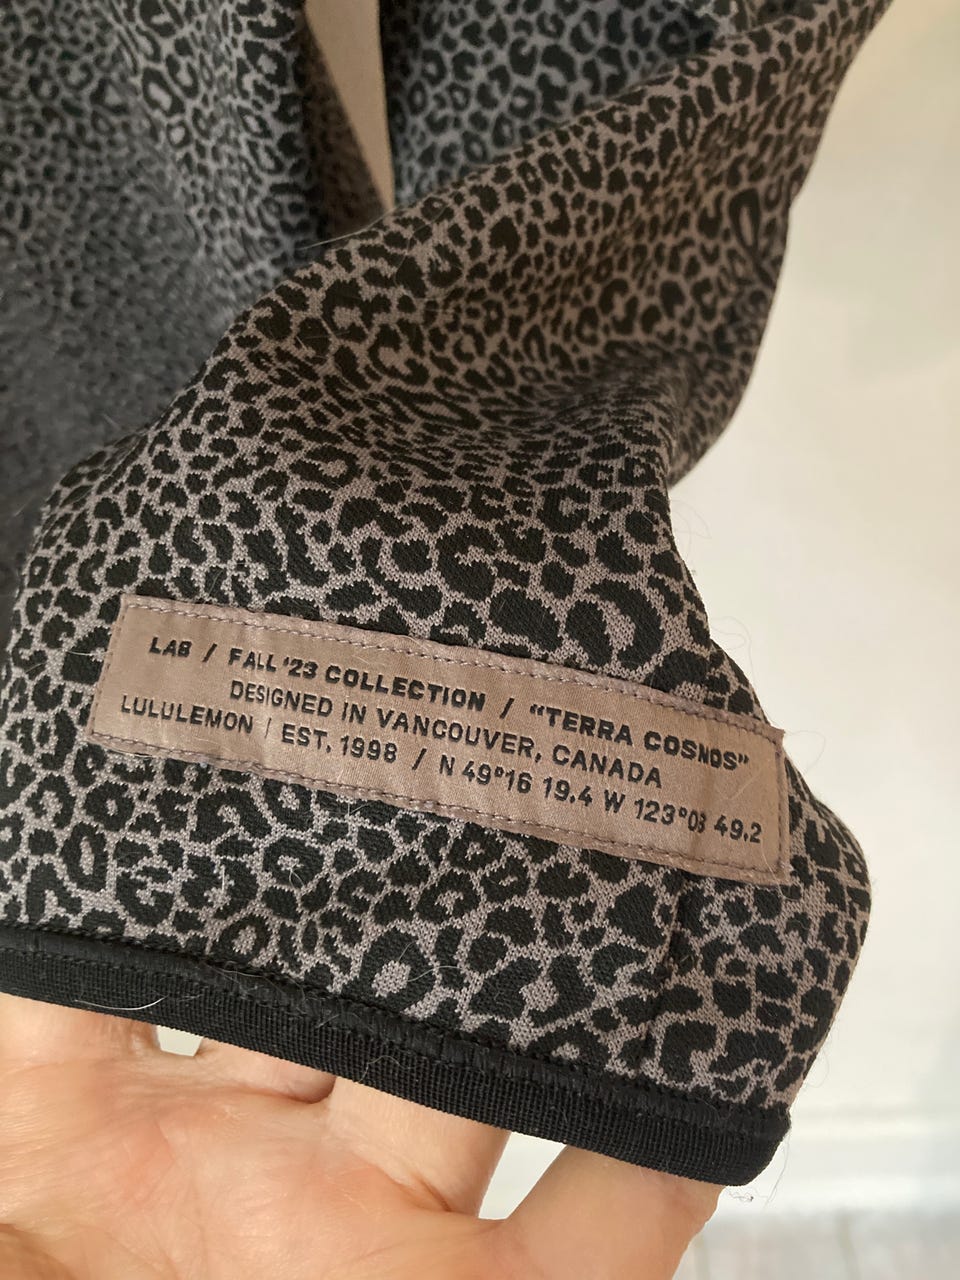 LAB / FALL '23 COLLECTION / "TERRA COSMOS"
DESIGNED IN VANCOUVER, CANADA
LULULEMON | EST. 1998 / N 49°16 19.4 W 123°08 49.2